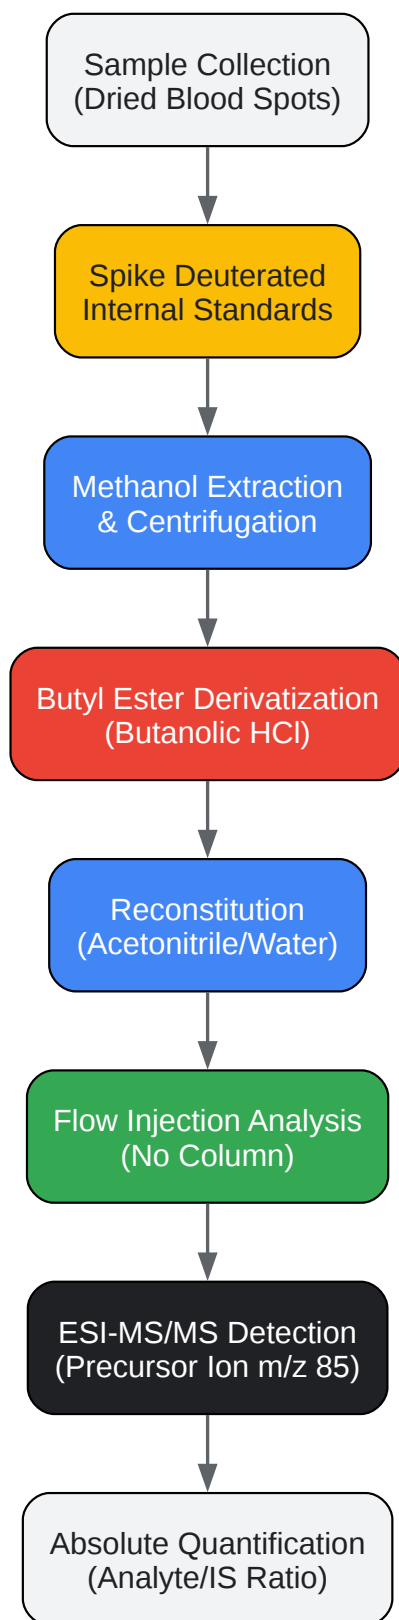 Sample Collection
(Dried Blood Spots)
Spike Deuterated
Internal Standards
Methanol Extraction
& Centrifugation
Butyl Ester Derivatization
(Butanolic HCl)
Reconstitution
(Acetonitrile/Water)
Flow Injection Analysis
(No Column)
ESI-MS/MS Detection
(Precursor Ion m/z 85)
Absolute Quantification
(Analyte/IS Ratio)